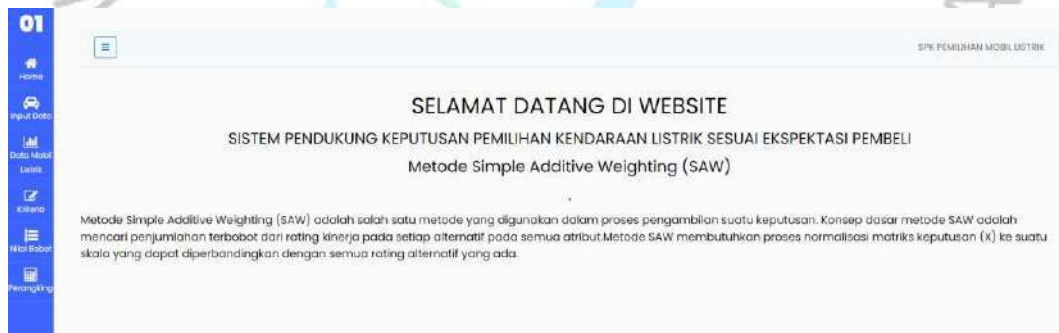 01
SPK PEMILIHAN MOBIL LISTRIK
Home
Input Data
Data Mobil
Listrik
Kriteria
Nilai Bobot
Perangking
SELAMAT DATANG DI WEBSITE
SISTEM PENDUKUNG KEPUTUSAN PEMILIHAN KENDARAAN LISTRIK SESUAI EKSPEKTASI PEMBELI
Metode Simple Additive Weighting (SAW)
.
Metode Simple Additive Weighting (SAW) adalah salah satu metode yang digunakan dalam proses pengambilan suatu keputusan. Konsep dasar metode SAW adalah
mencari penjumlahan terbobot dari rating kinerja pada setiap alternatif pada semua atribut.Metode SAW membutuhkan proses normalisasi matriks keputusan (X) ke suatu
skala yang dapat diperbandingkan dengan semua rating alternatif yang ada.